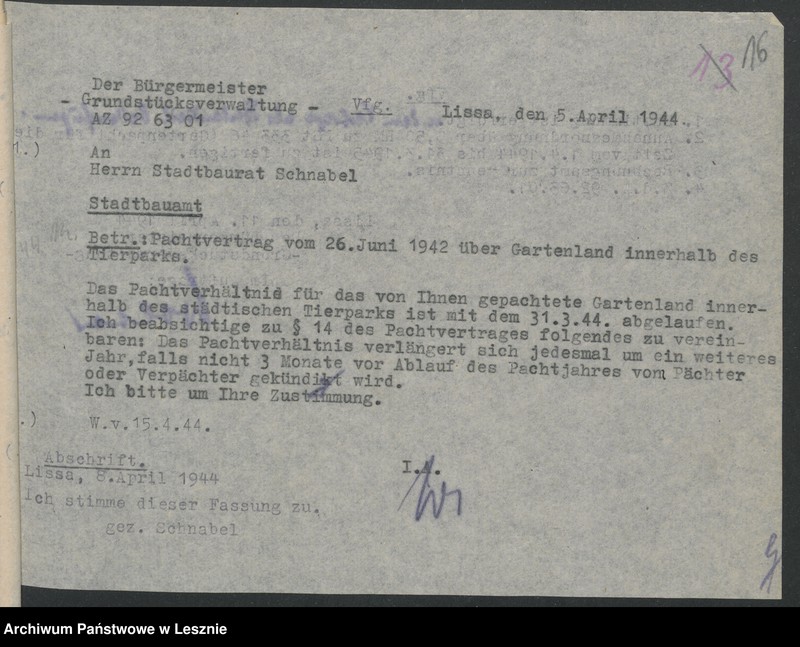 13 16
Der Bürgermeister
- Grundstücksverwaltung - Vfg. Lissa, den 5.April 1944.
AZ 92 63 01
1.)
An
Herrn Stadtbaurat Schnabel
Stadtbauamt
Betr.:Pachtvertrag vom 26.Juni 1942 über Gartenland innerhalb des
Tierparks.
Das Pachtverhältnid für das von Ihnen gepachtete Gartenland inner-
halb des städtischen Tierparks ist mit dem 31.3.44. abgelaufen.
Ich beabsichtige zu § 14 des Pachtvertrages folgendes zu verein-
baren: Das Pachtverhältnis verlängert sich jedesmal um ein weiteres
Jahr,falls nicht 3 Monate vor Ablauf des Pachtjahres vom Pächter
oder Verpächter gekündikt wird.
Ich bitte um Ihre Zustimmung.
.) W.v.15.4.44.
Abschrift.
Lissa, 8.April 1944
I.A.
Ich stimme dieser Fassung zu.
gez. Schnabel
Archiwum Państwowe w Lesznie